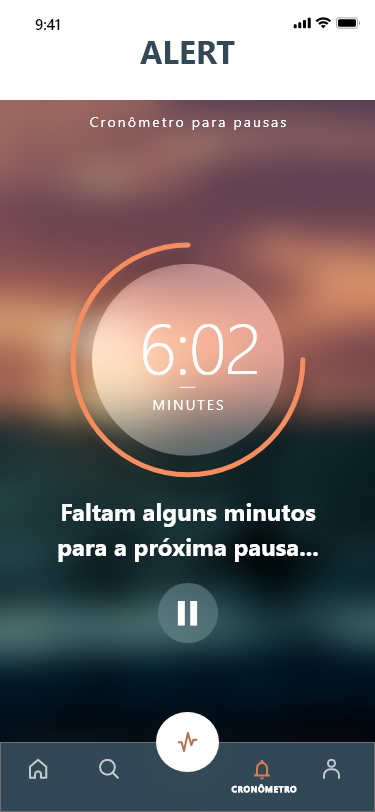 9:41
ALERT
Cronômetro para pausas
6:02
MINUTES
Faltam alguns minutos
para a próxima pausa...
CRONÔMETRO